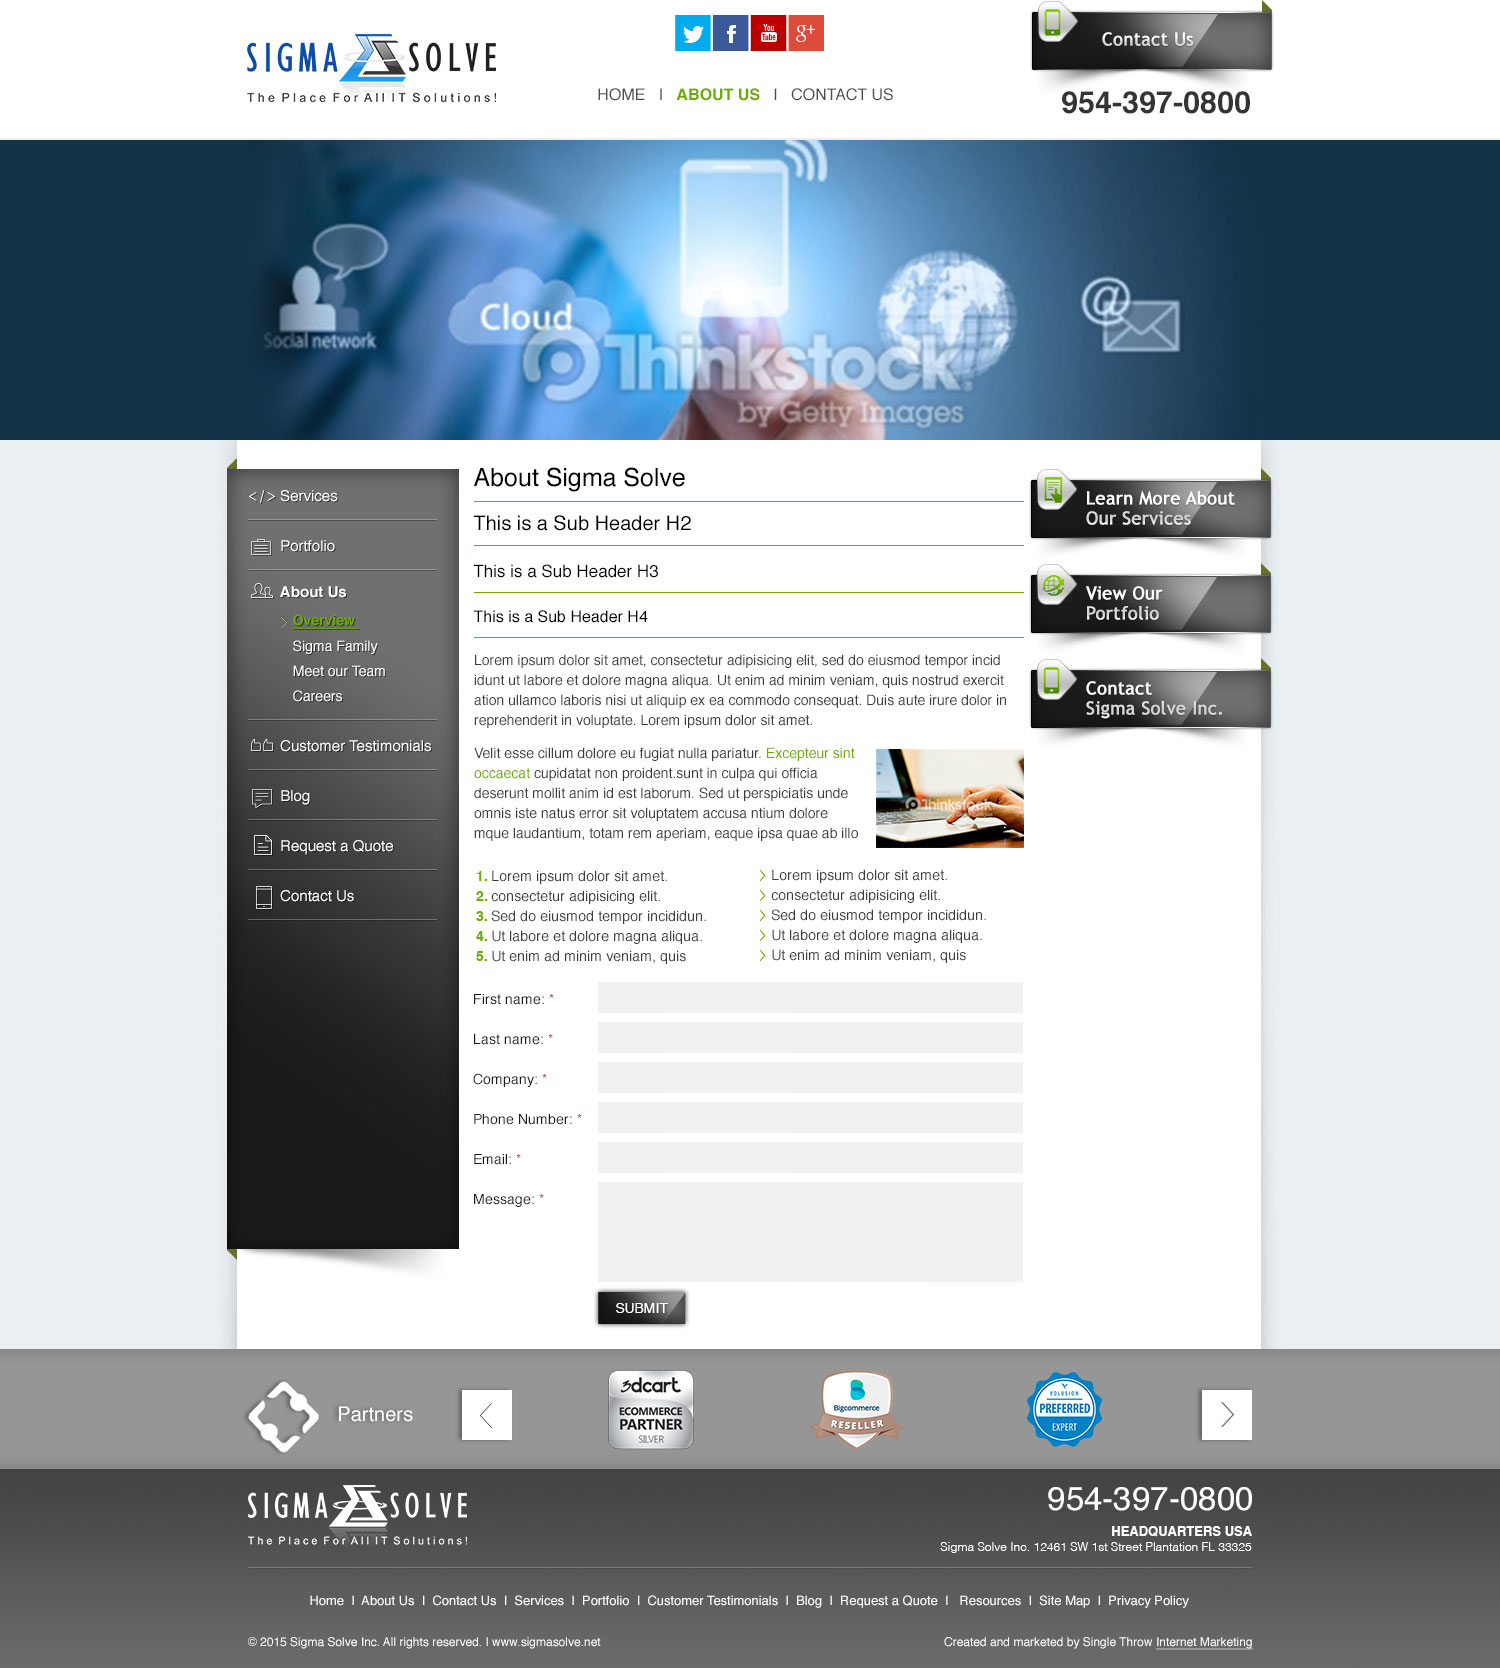 SIGMA SOLVE
The Place For All IT Solutions!
You Tube
g+
HOME | ABOUT US | CONTACT US
Contact Us
954-397-0800
Social network
Cloud
@
Thinkstock
by Getty Images
</> Services
Portfolio
About Us
Overview
Sigma Family
Meet our Team
Careers
Customer Testimonials
Blog
Request a Quote
Contact Us
About Sigma Solve
This is a Sub Header H2
This is a Sub Header H3
This is a Sub Header H4
Lorem ipsum dolor sit amet, consectetur adipisicing elit, sed do eiusmod tempor incid
idunt ut labore et dolore magna aliqua. Ut enim ad minim veniam, quis nostrud exercit
ation ullamco laboris nisi ut aliquip ex ea commodo consequat. Duis aute irure dolor in
reprehenderit in voluptate. Lorem ipsum dolor sit amet.
Velit esse cillum dolore eu fugiat nulla pariatur. Excepteur sint
occaecat cupidatat non proident.sunt in culpa qui officia
deserunt mollit anim id est laborum. Sed ut perspiciatis unde
omnis iste natus error sit voluptatem accusa ntium dolore
mque laudantium, totam rem aperiam, eaque ipsa quae ab illo
Thinkstock
1. Lorem ipsum dolor sit amet.
2. consectetur adipisicing elit.
3. Sed do eiusmod tempor incididun.
4. Ut labore et dolore magna aliqua.
5. Ut enim ad minim veniam, quis
Lorem ipsum dolor sit amet.
consectetur adipisicing elit.
Sed do eiusmod tempor incididun.
Ut labore et dolore magna aliqua.
Ut enim ad minim veniam, quis
First name: *
Last name: *
Company: *
Phone Number: *
Email: *
Message: *
SUBMIT
Learn More About
Our Services
View Our
Portfolio
Contact
Sigma Solve Inc.
Partners
3dcart
ECOMMERCE
PARTNER
SILVER
B
Bigcommerce
RESELLER
VOLUSION
PREFERRED
EXPERT
SIGMA SOLVE
The Place For All IT Solutions!
954-397-0800
HEADQUARTERS USA
Sigma Solve Inc. 12461 SW 1st Street Plantation FL 33325
Home | About Us | Contact Us | Services | Portfolio | Customer Testimonials | Blog | Request a Quote | Resources | Site Map | Privacy Policy
© 2015 Sigma Solve Inc. All rights reserved. | www.sigmasolve.net
Created and marketed by Single Throw Internet Marketing